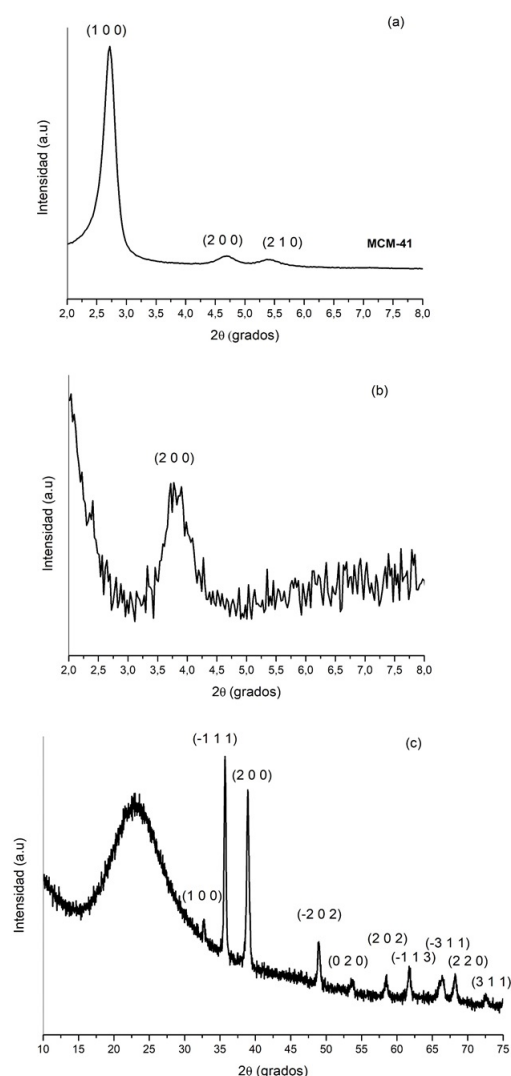 (a)
(1 0 0)
(2 0 0)
(2 1 0)
MCM-41
Intensidad (a.u)
2,0 2,5 3,0 3,5 4,0 4,5 5,0 5,5 6,0 6,5 7,0 7,5 8,0
2θ (grados)
(b)
(2 0 0)
Intensidad (a.u)
2,0 2,5 3,0 3,5 4,0 4,5 5,0 5,5 6,0 6,5 7,0 7,5 8,0
2θ (grados)
(c)
(-1 1 1)
(2 0 0)
(1 0 0)
(-2 0 2)
(0 2 0)
(2 0 2)
(-1 1 3)
(-3 1 1)
(2 2 0)
(3 1 1)
Intensidad (a.u)
10 15 20 25 30 35 40 45 50 55 60 65 70 75
2θ (grados)